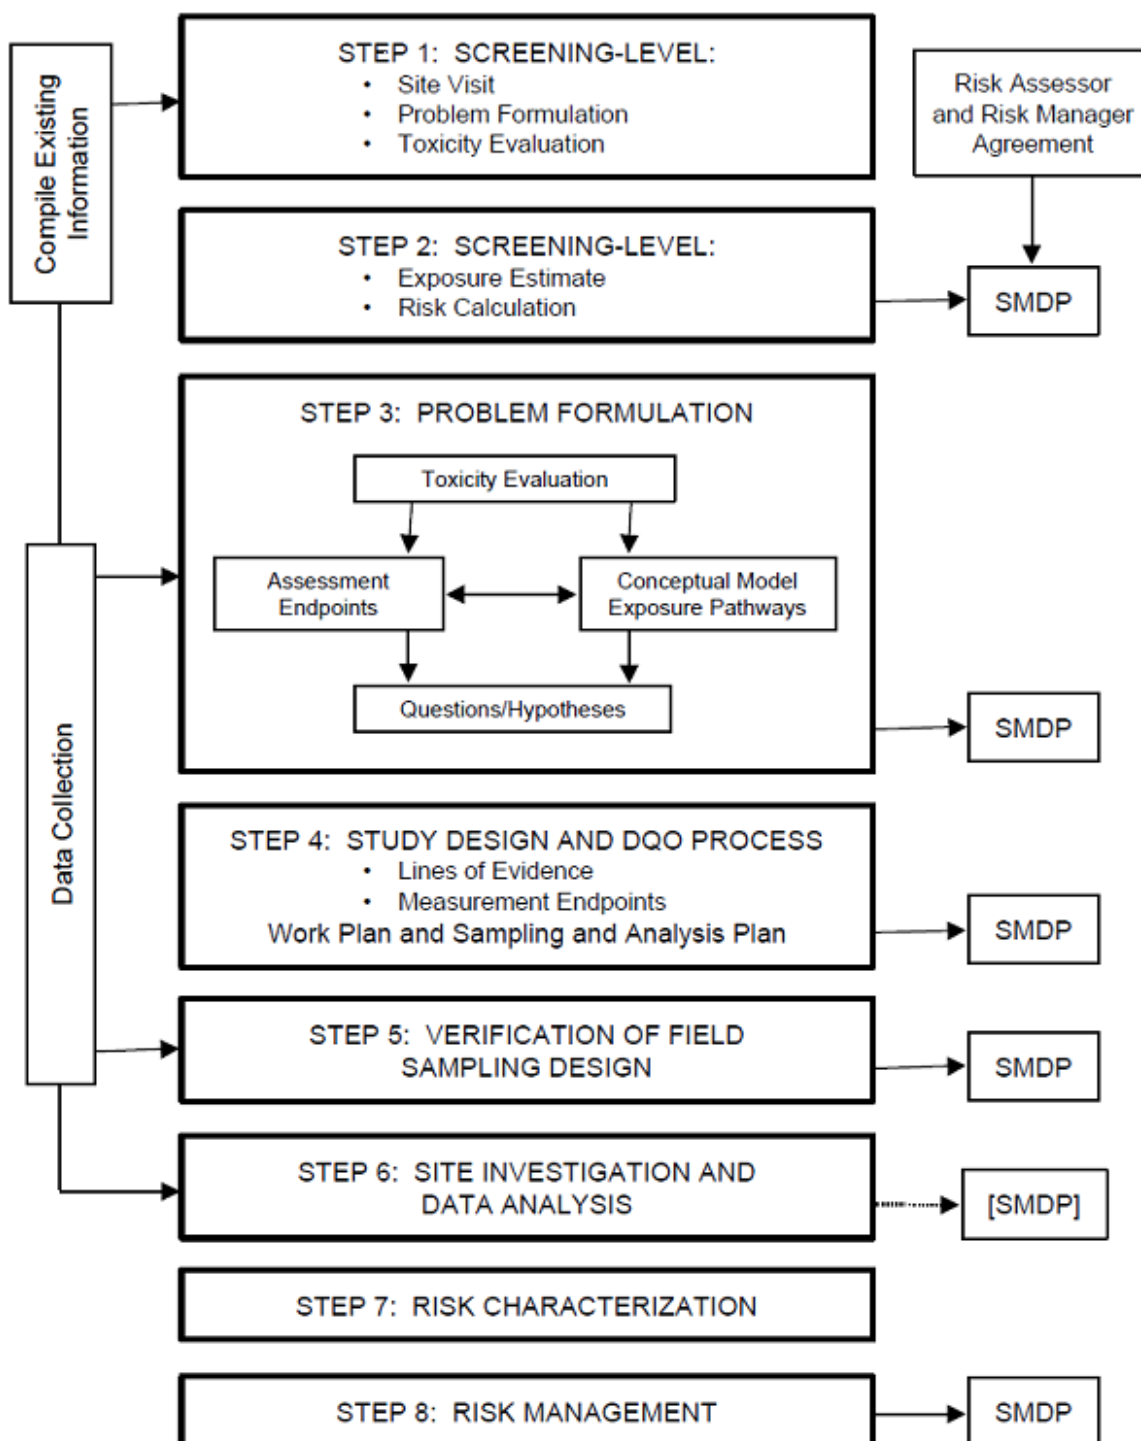 Compile Existing
Information
STEP 1: SCREENING-LEVEL:
• Site Visit
• Problem Formulation
• Toxicity Evaluation
Risk Assessor
and Risk Manager
Agreement
STEP 2: SCREENING-LEVEL:
• Exposure Estimate
• Risk Calculation
SMDP
Data Collection
STEP 3: PROBLEM FORMULATION
Toxicity Evaluation
Assessment
Endpoints
Conceptual Model
Exposure Pathways
Questions/Hypotheses
SMDP
STEP 4: STUDY DESIGN AND DQO PROCESS
• Lines of Evidence
• Measurement Endpoints
Work Plan and Sampling and Analysis Plan
SMDP
STEP 5: VERIFICATION OF FIELD
SAMPLING DESIGN
SMDP
STEP 6: SITE INVESTIGATION AND
DATA ANALYSIS
[SMDP]
STEP 7: RISK CHARACTERIZATION
STEP 8: RISK MANAGEMENT
SMDP